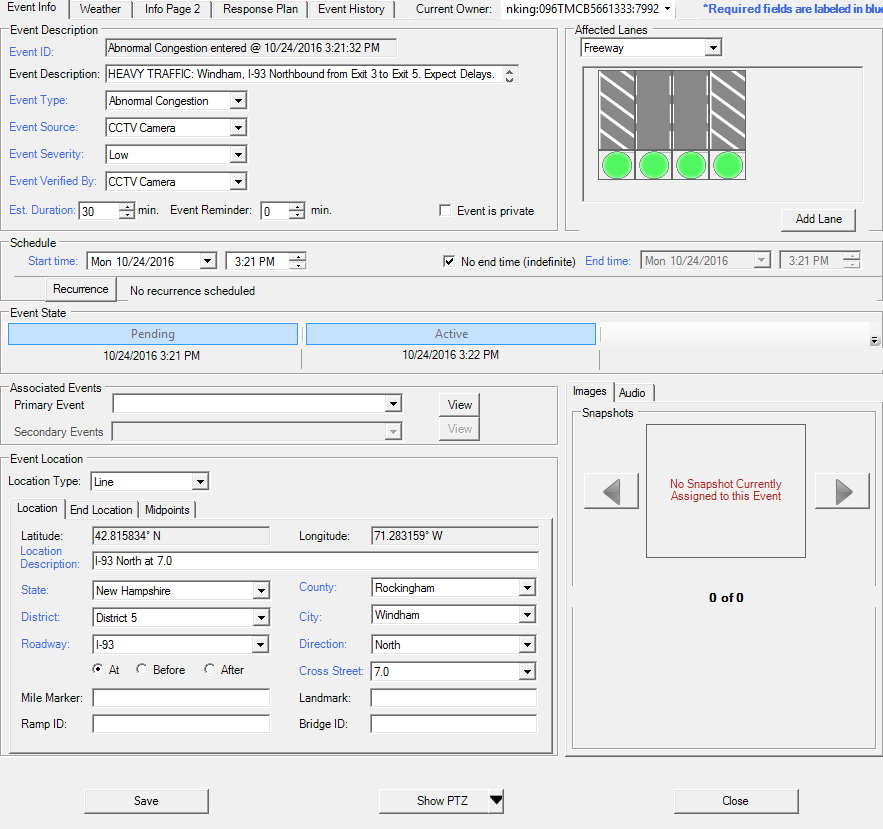 Event Info Weather Info Page 2 Response Plan Event History Current Owner: nking:096TMCB5661333:7992 *Required fields are labeled in blue
Event Description
Event ID: Abnormal Congestion entered @ 10/24/2016 3:21:32 PM
Event Description: HEAVY TRAFFIC: Windham, I-93 Northbound from Exit 3 to Exit 5. Expect Delays.
Event Type: Abnormal Congestion
Event Source: CCTV Camera
Event Severity: Low
Event Verified By: CCTV Camera
Est. Duration: 30 min. Event Reminder: 0 min. Event is private
Affected Lanes
Freeway
Add Lane
Schedule
Start time: Mon 10/24/2016 3:21 PM No end time (indefinite) End time: Mon 10/24/2016 3:21 PM
Recurrence No recurrence scheduled
Event State
Pending Active
10/24/2016 3:21 PM 10/24/2016 3:22 PM
Associated Events
Primary Event View
Secondary Events View
Event Location
Location Type: Line
Location End Location Midpoints
Latitude: 42.815834° N Longitude: 71.283159° W
Location
Description: I-93 North at 7.0
State: New Hampshire County: Rockingham
District: District 5 City: Windham
Roadway: I-93 Direction: North
At Before After Cross Street: 7.0
Mile Marker: Landmark:
Ramp ID: Bridge ID:
Images Audio
Snapshots
No Snapshot Currently
Assigned to this Event
0 of 0
Save Show PTZ Close